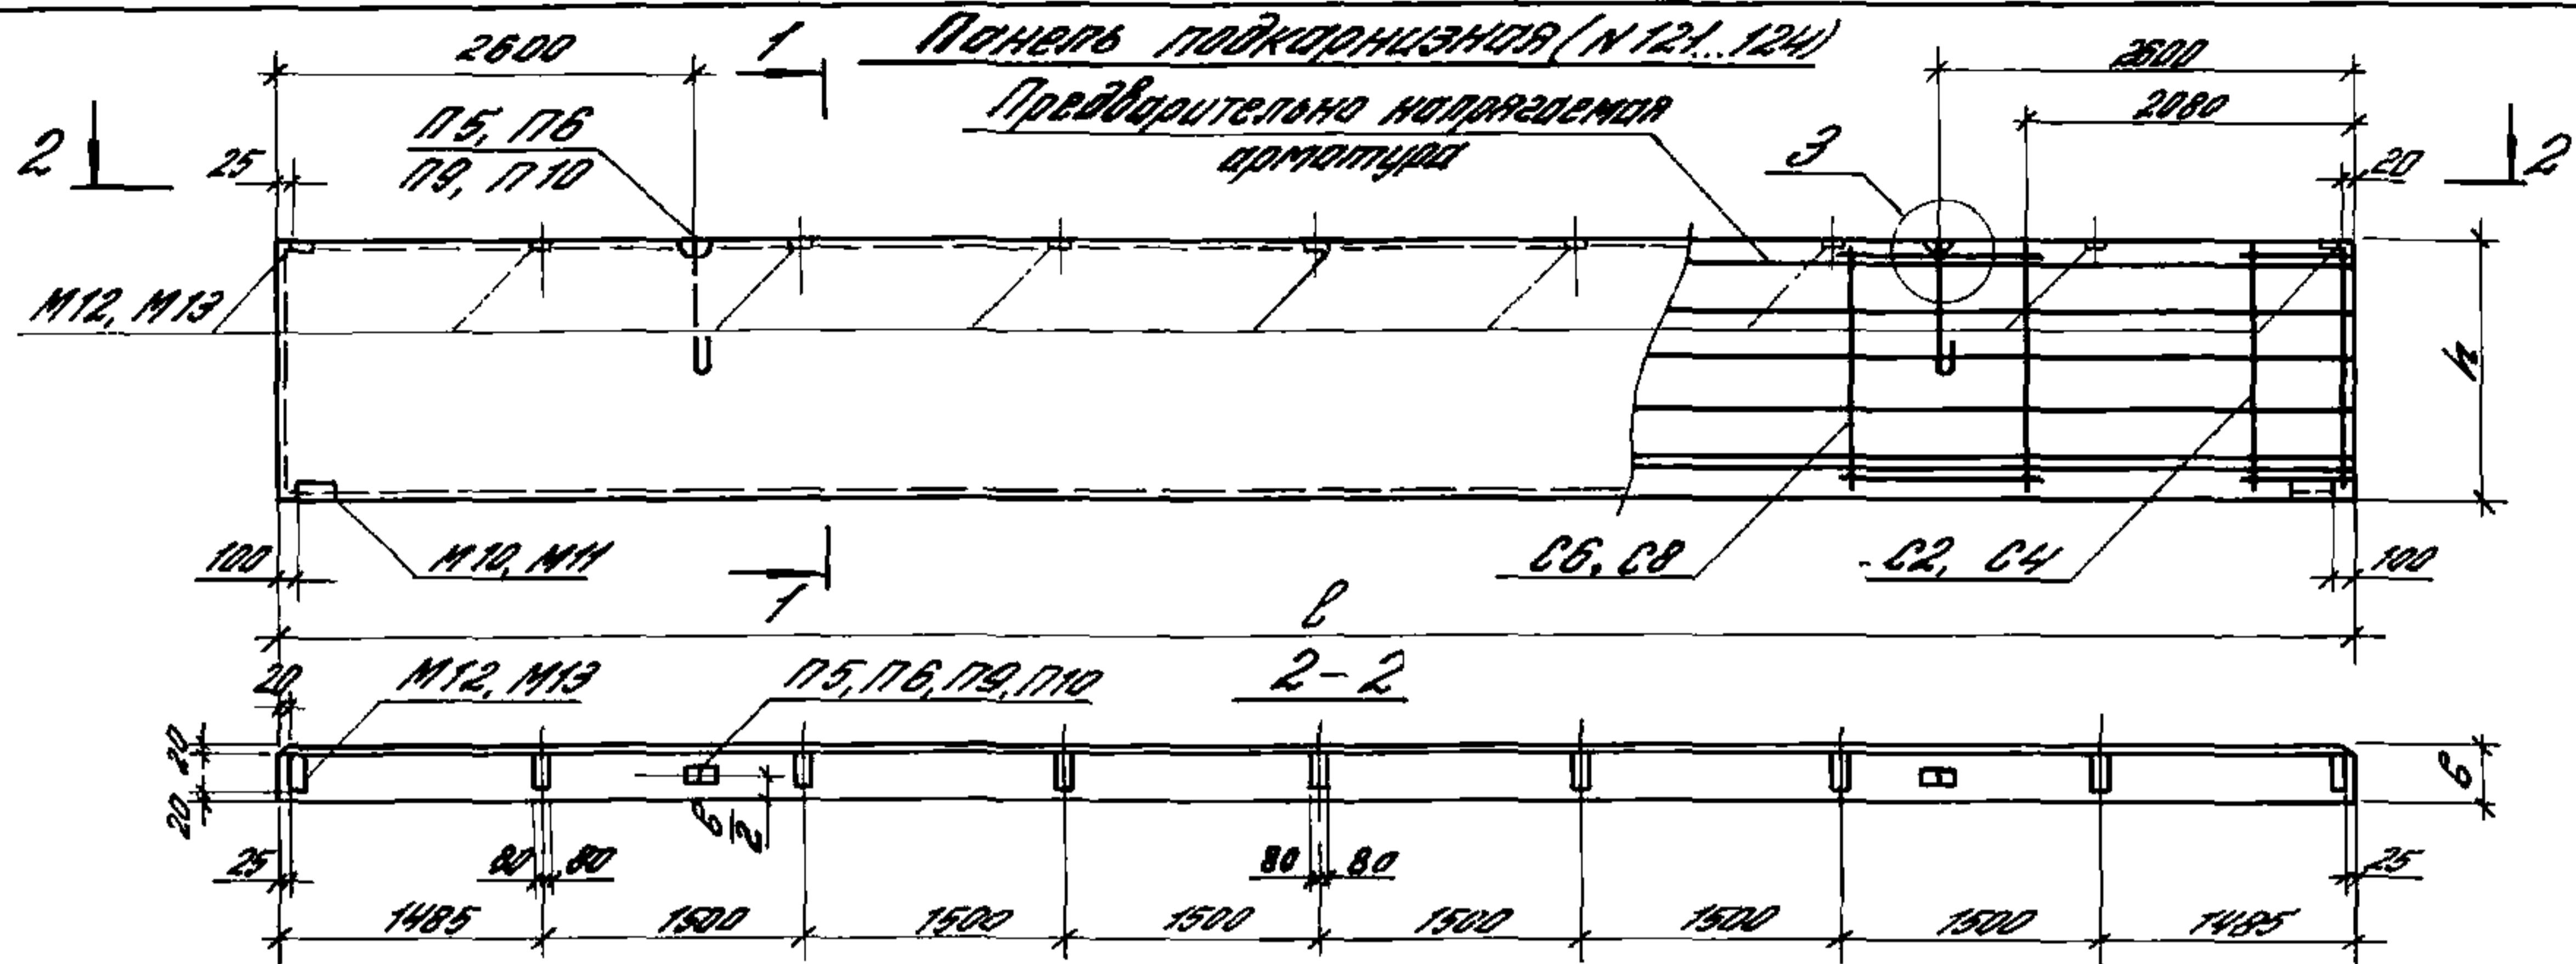 Панель подкарнизная (N 121...124)
2600
1
2600
Предварительно напрягаемая
арматура
2080
2
П5, П6
П9, П10
25
3
20
2
М12, М13
h
100
М10, М11
1
С6, С8
С2, С4
100
ℓ
2-2
20
М12, М13
П5, П6, П9, П10
20
20
в
в/2
25
80
80
80
80
25
1485
1500
1500
1500
1500
1500
1500
1485